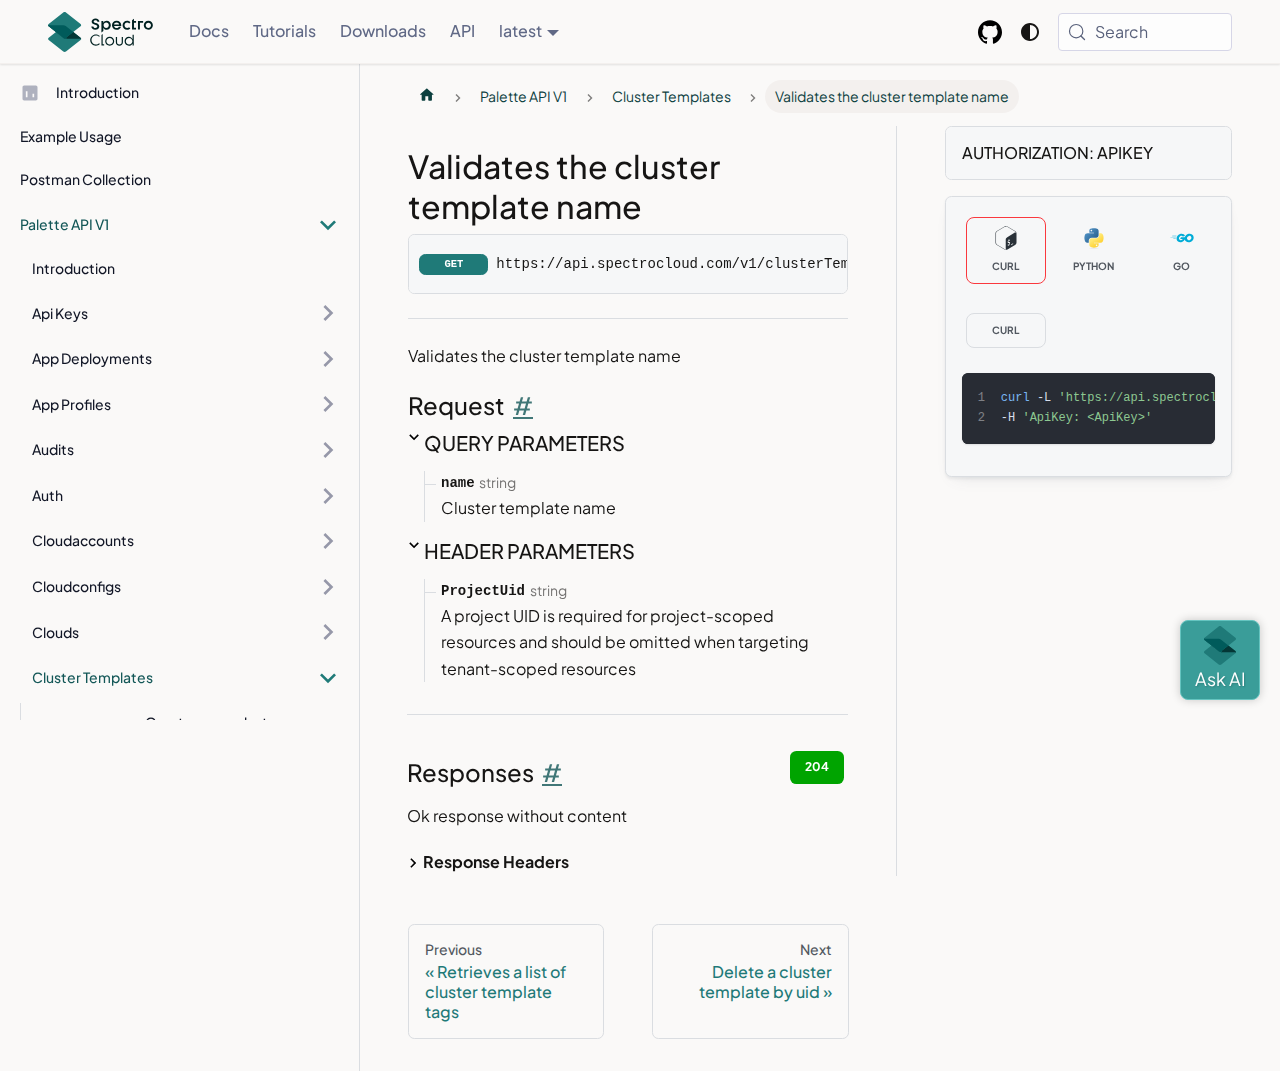 Spectro
Cloud
Docs
Tutorials
Downloads
API
latest
Search
Introduction
Example Usage
Postman Collection
Palette API V1
Introduction
Api Keys
App Deployments
App Profiles
Audits
Auth
Cloudaccounts
Cloudconfigs
Clouds
Cluster Templates
Palette API V1
Cluster Templates
Validates the cluster template name
Validates the cluster
template name
GET https://api.spectrocloud.com/v1/clusterTem
Validates the cluster template name
Request #
QUERY PARAMETERS
name string
Cluster template name
HEADER PARAMETERS
ProjectUid string
A project UID is required for project-scoped
resources and should be omitted when targeting
tenant-scoped resources
Responses #
204
Ok response without content
Response Headers
Previous
« Retrieves a list of
cluster template
tags
Next
Delete a cluster
template by uid »
AUTHORIZATION: APIKEY
CURL
PYTHON
GO
CURL
1 curl -L 'https://api.spectrocl
2 -H 'ApiKey: <ApiKey>'
Ask AI